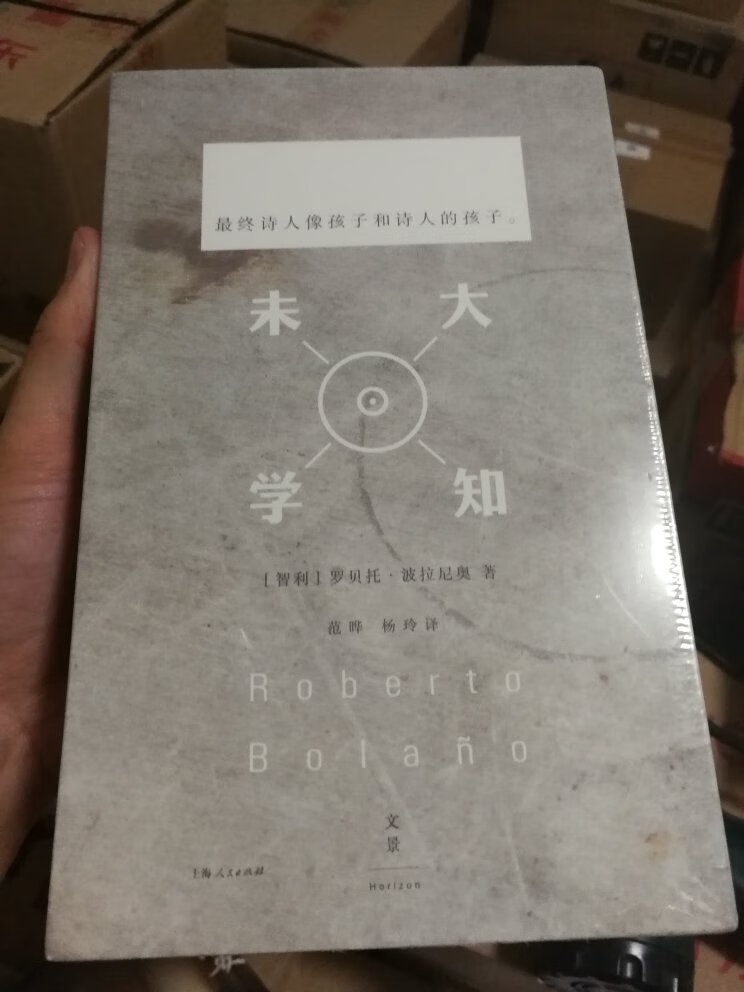 最终诗人像孩子和诗人的孩子。
未 大
学 知
[智利] 罗贝托·波拉尼奥 著
范晔 杨玲 译
Roberto
Bolaño
文
景
Horizon
上海人民出版社